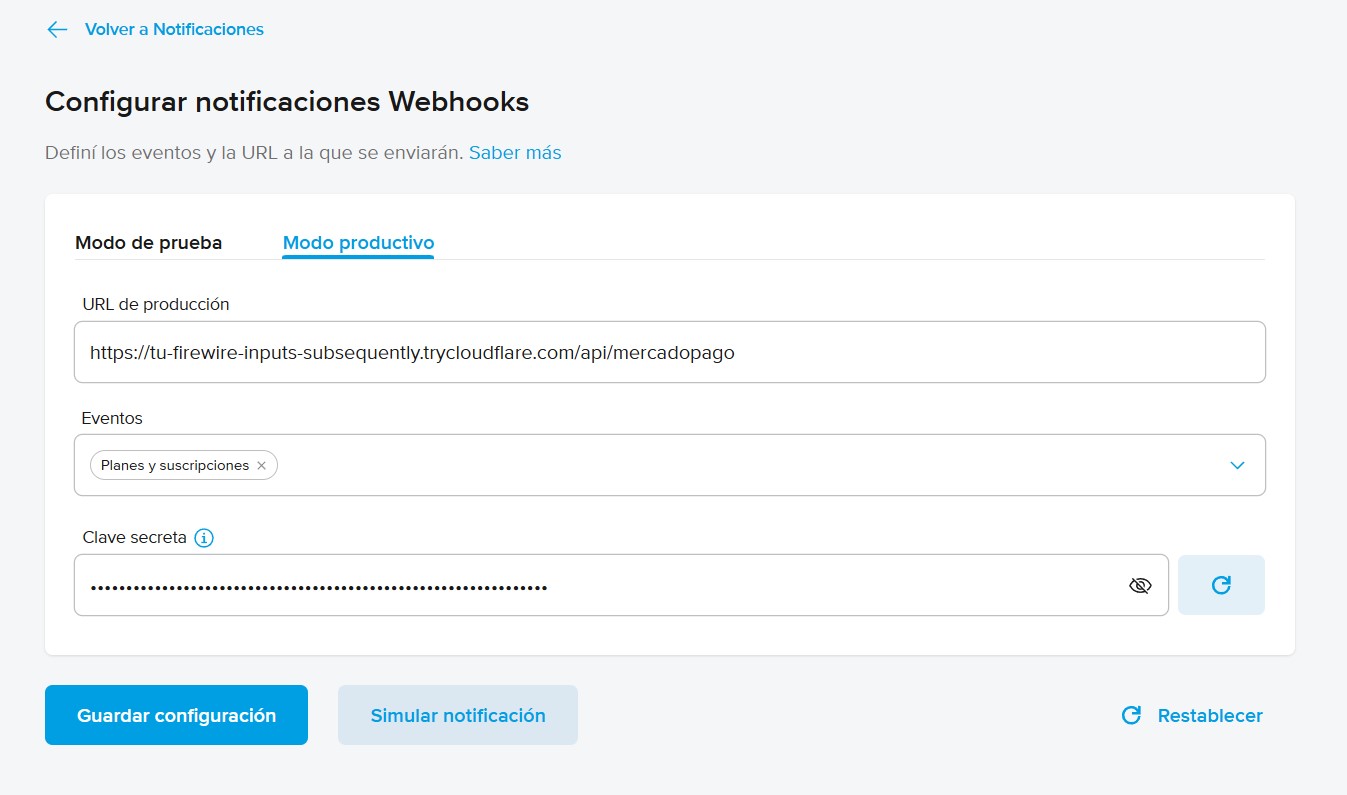 Volver a Notificaciones
Configurar notificaciones Webhooks
Definí los eventos y la URL a la que se enviarán. Saber más
Modo de prueba Modo productivo
URL de producción
https://tu-firewire-inputs-subsequently.trycloudflare.com/api/mercadopago
Eventos
Planes y suscripciones
Clave secreta
Guardar configuración Simular notificación Restablecer